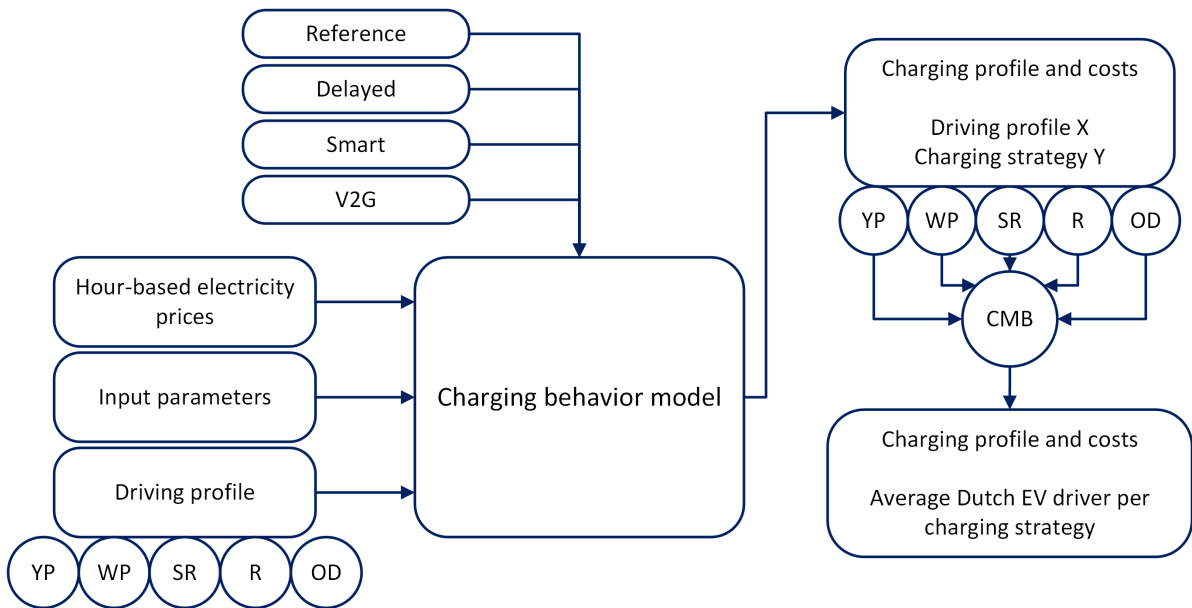 Reference
Delayed
Smart
V2G
Hour-based electricity
prices
Input parameters
Driving profile
YP
WP
SR
R
OD
Charging behavior model
Charging profile and costs
Driving profile X
Charging strategy Y
YP
WP
SR
R
OD
CMB
Charging profile and costs
Average Dutch EV driver per
charging strategy